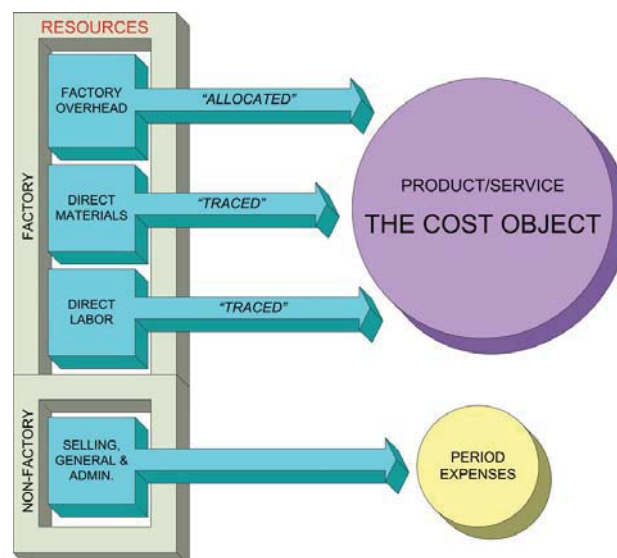 RESOURCES
FACTORY
FACTORY
OVERHEAD
"ALLOCATED"
DIRECT
MATERIALS
"TRACED"
DIRECT
LABOR
"TRACED"
PRODUCT/SERVICE
THE COST OBJECT
NON-FACTORY
SELLING,
GENERAL &
ADMIN.
PERIOD
EXPENSES